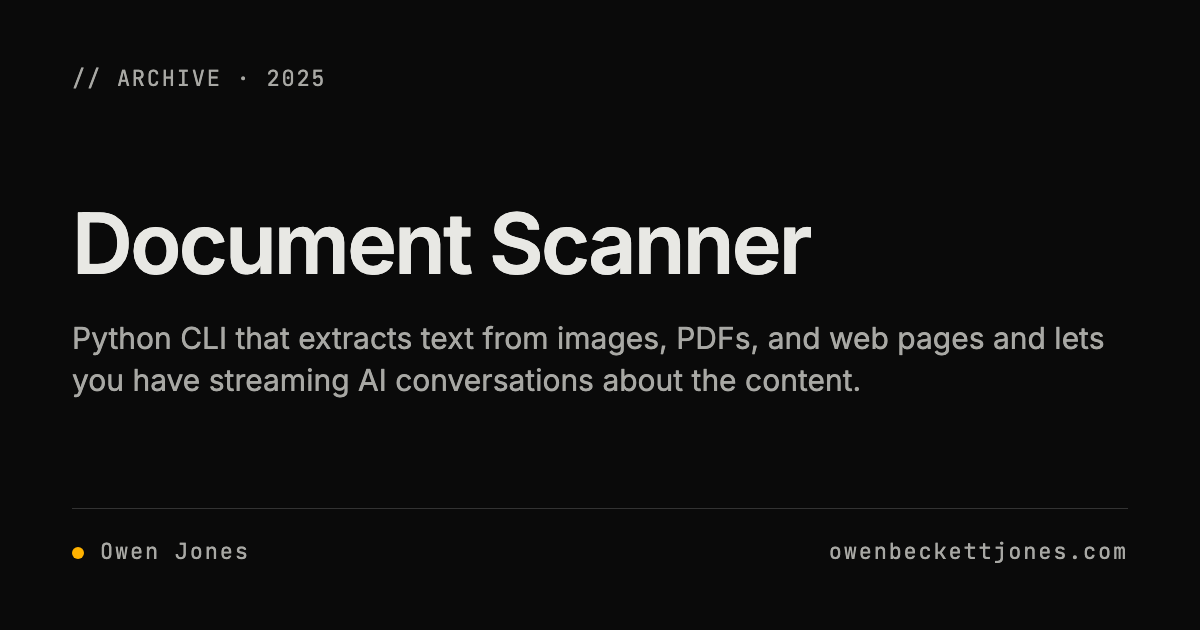 // ARCHIVE · 2025
Document Scanner
Python CLI that extracts text from images, PDFs, and web pages and lets
you have streaming AI conversations about the content.
Owen Jones
owenbeckettjones.com